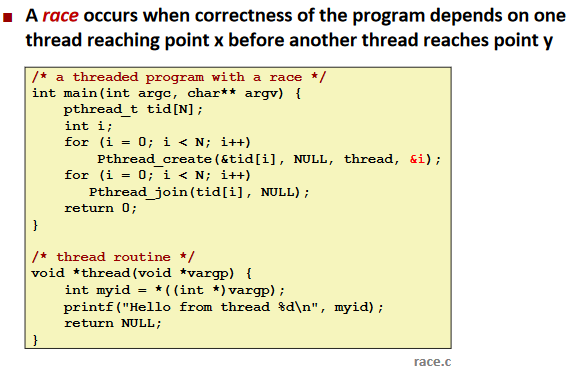 ■ A race occurs when correctness of the program depends on one
thread reaching point x before another thread reaches point y
/* a threaded program with a race */
int main(int argc, char** argv) {
    pthread_t tid[N];
    int i;
    for (i = 0; i < N; i++)
        Pthread_create(&tid[i], NULL, thread, &i);
    for (i = 0; i < N; i++)
       Pthread_join(tid[i], NULL);
    return 0;
}
/* thread routine */
void *thread(void *vargp) {
    int myid = *((int *)vargp);
    printf("Hello from thread %d\n", myid);
    return NULL;
}
race.c